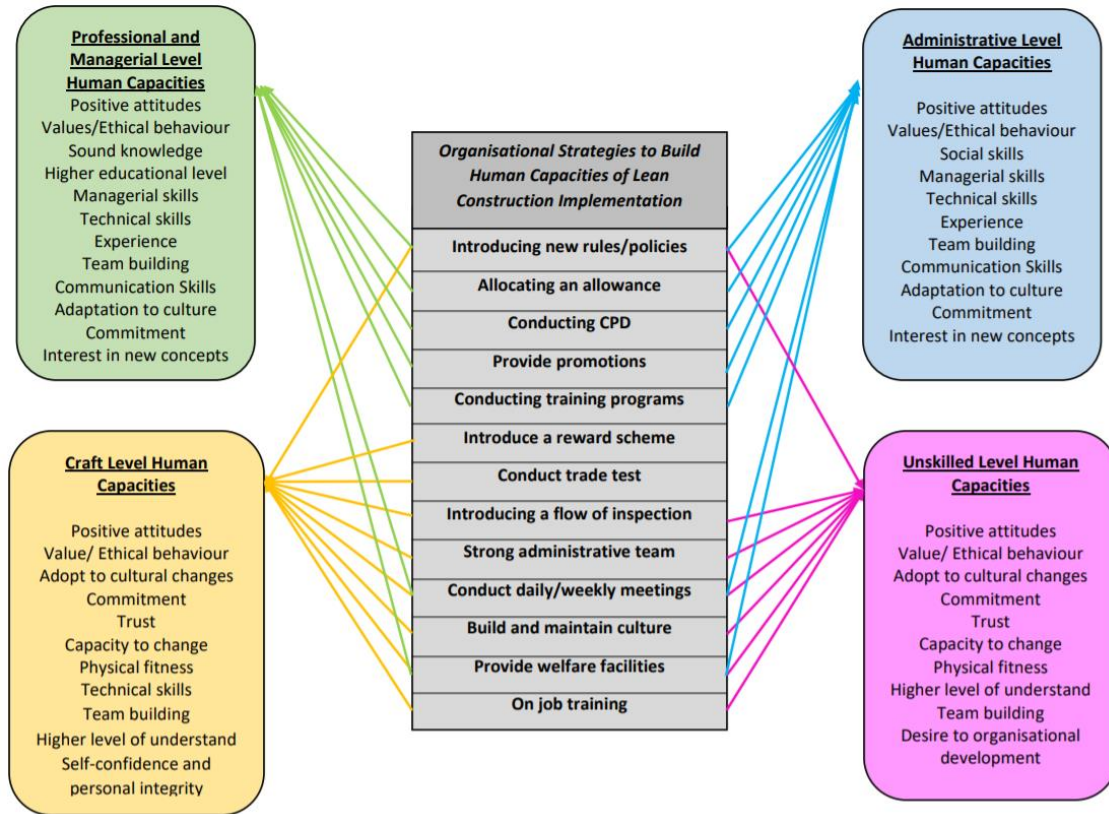 Professional and
Managerial Level
Human Capacities
Positive attitudes
Values/Ethical behaviour
Sound knowledge
Higher educational level
Managerial skills
Technical skills
Experience
Team building
Communication Skills
Adaptation to culture
Commitment
Interest in new concepts
Craft Level Human
Capacities
Positive attitudes
Value/ Ethical behaviour
Adopt to cultural changes
Commitment
Trust
Capacity to change
Physical fitness
Technical skills
Team building
Higher level of understand
Self-confidence and
personal integrity
Organisational Strategies to Build
Human Capacities of Lean
Construction Implementation
Introducing new rules/policies
Allocating an allowance
Conducting CPD
Provide promotions
Conducting training programs
Introduce a reward scheme
Conduct trade test
Introducing a flow of inspection
Strong administrative team
Conduct daily/weekly meetings
Build and maintain culture
Provide welfare facilities
On job training
Administrative Level
Human Capacities
Positive attitudes
Values/Ethical behaviour
Social skills
Managerial skills
Technical skills
Experience
Team building
Communication Skills
Adaptation to culture
Commitment
Interest in new concepts
Unskilled Level Human
Capacities
Positive attitudes
Value/ Ethical behaviour
Adopt to cultural changes
Commitment
Trust
Capacity to change
Physical fitness
Higher level of understand
Team building
Desire to organisational
development